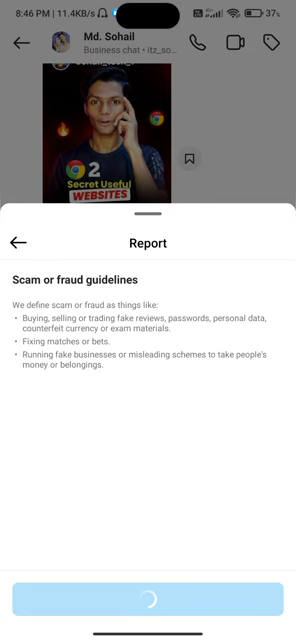 8:46 PM | 11.4KB/s
37%
Md. Sohail
Business chat • itz_so...
2
Secret Useful
WEBSITES
Report
Scam or fraud guidelines
We define scam or fraud as things like:
• Buying, selling or trading fake reviews, passwords, personal data,
counterfeit currency or exam materials.
• Fixing matches or bets.
• Running fake businesses or misleading schemes to take people's
money or belongings.